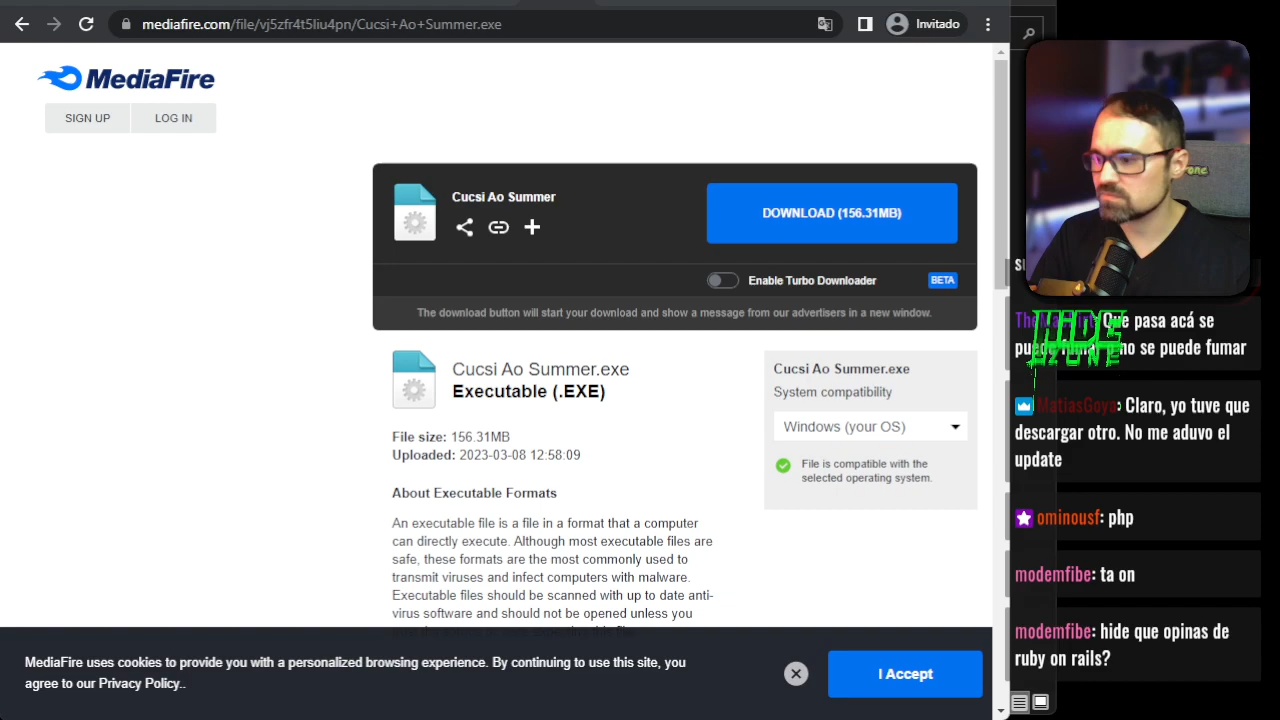 mediafire.com/file/vj5zfr4t5liu4pn/Cucsi+Ao+Summer.exe
Invitado
MediaFire
SIGN UP
LOG IN
Cucsi Ao Summer
DOWNLOAD (156.31MB)
Enable Turbo Downloader
BETA
The download button will start your download and show a message from our advertisers in a new window.
Cucsi Ao Summer.exe
Executable (.EXE)
File size: 156.31MB
Uploaded: 2023-03-08 12:58:09
About Executable Formats
An executable file is a file in a format that a computer
can directly execute. Although most executable files are
safe, these formats are the most commonly used to
transmit viruses and infect computers with malware.
Executable files should be scanned with up to date anti-
virus software and should not be opened unless you
Cucsi Ao Summer.exe
System compatibility
Windows (your OS)
File is compatible with the
selected operating system.
MediaFire uses cookies to provide you with a personalized browsing experience. By continuing to use this site, you
agree to our Privacy Policy..
I Accept
HIDE
Que pasa acá se
no se puede fumar
MatiasGoyo: Claro, yo tuve que
descargar otro. No me aduvo el
update
ominousf: php
modemfibe: ta on
modemfibe: hide que opinas de
ruby on rails?